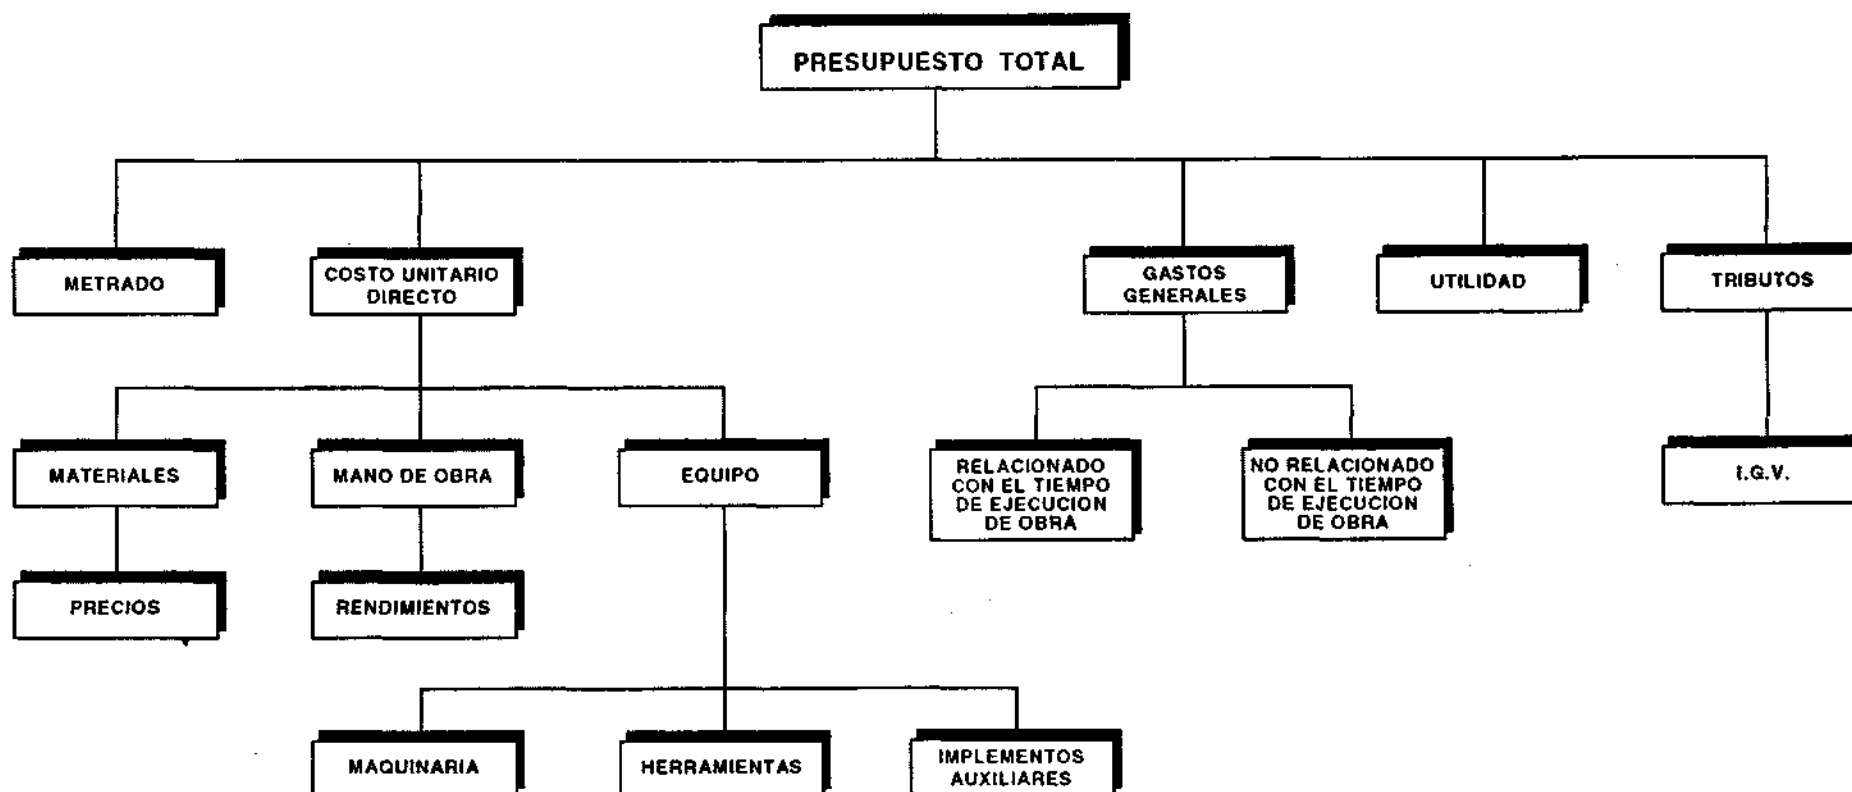 PRESUPUESTO TOTAL
METRADO
COSTO UNITARIO
DIRECTO
GASTOS
GENERALES
UTILIDAD
TRIBUTOS
MATERIALES
MANO DE OBRA
EQUIPO
RELACIONADO
CON EL TIEMPO
DE EJECUCION
DE OBRA
NO RELACIONADO
CON EL TIEMPO
DE EJECUCION
DE OBRA
I.G.V.
PRECIOS
RENDIMIENTOS
MAQUINARIA
HERRAMIENTAS
IMPLEMENTOS
AUXILIARES